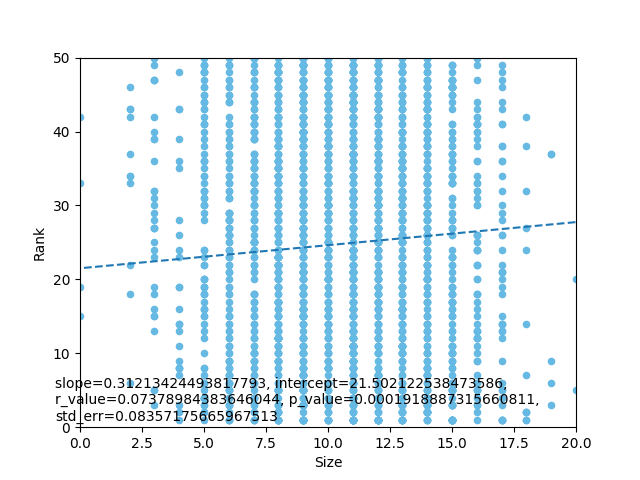 50
40
30
20
10
0
Rank
slope=0.31213424493817793, intercept=21.502122538473586,
r_value=0.07378984383646044, p_value=0.0001918887315660811,
std_err=0.08357175665967513
0.0 2.5 5.0 7.5 10.0 12.5 15.0 17.5 20.0
Size